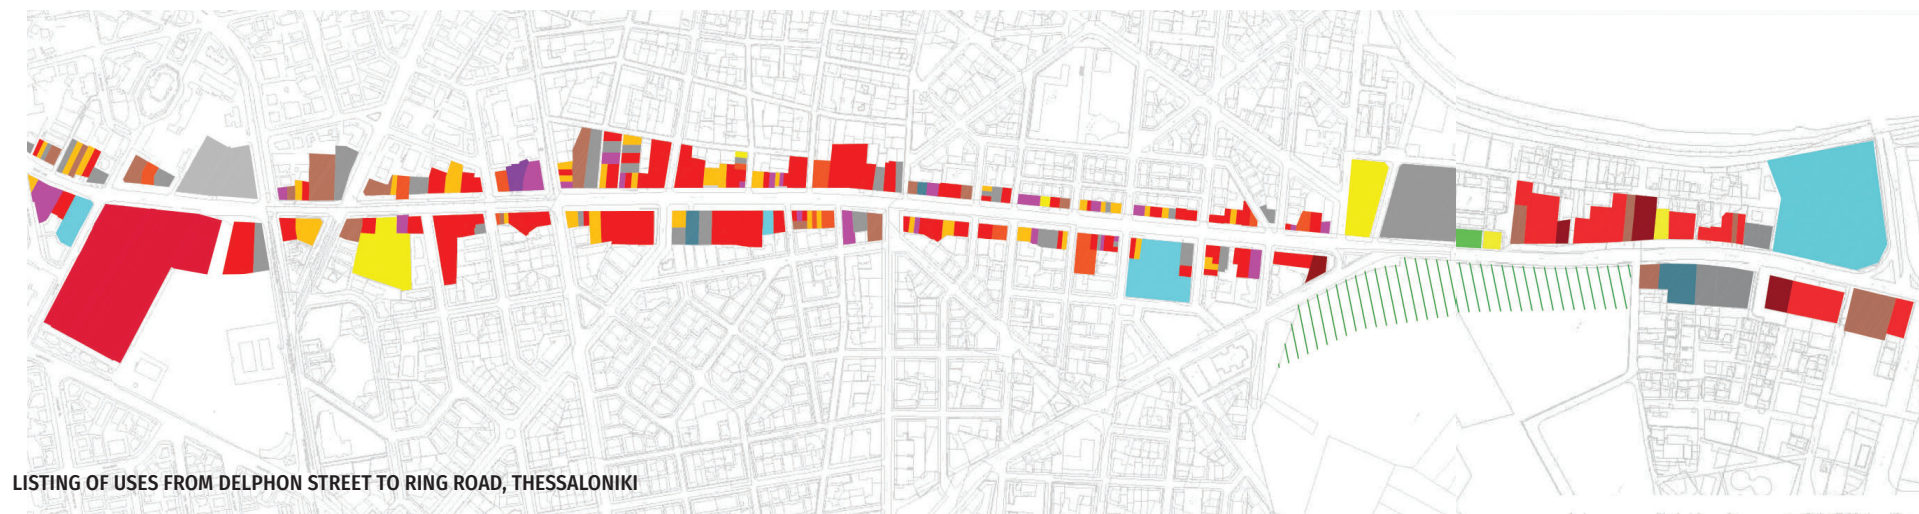 LISTING OF USES FROM DELPHON STREET TO RING ROAD, THESSALONIKI